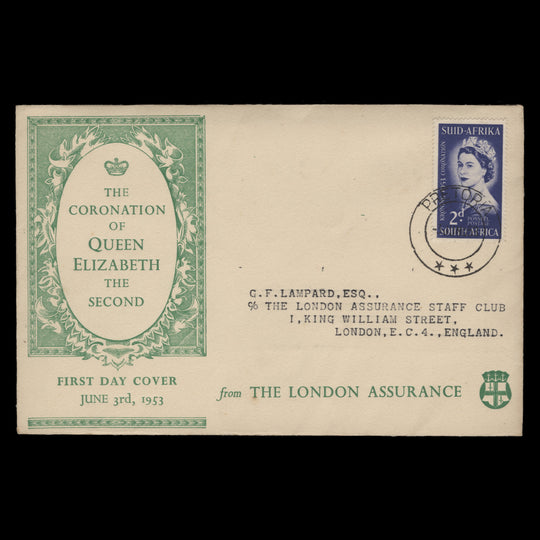 THE
CORONATION
OF
QUEEN
ELIZABETH
THE
SECOND
FIRST DAY COVER
JUNE 3rd, 1953
SUID-AFRIKA
2d
SOUTH AFRICA
G.F.LAMPARD,ESQ.,
% THE LONDON ASSURANCE STAFF CLUB
I,KING WILLIAM STREET,
LONDON,E.C.4.,ENGLAND.
from THE LONDON ASSURANCE